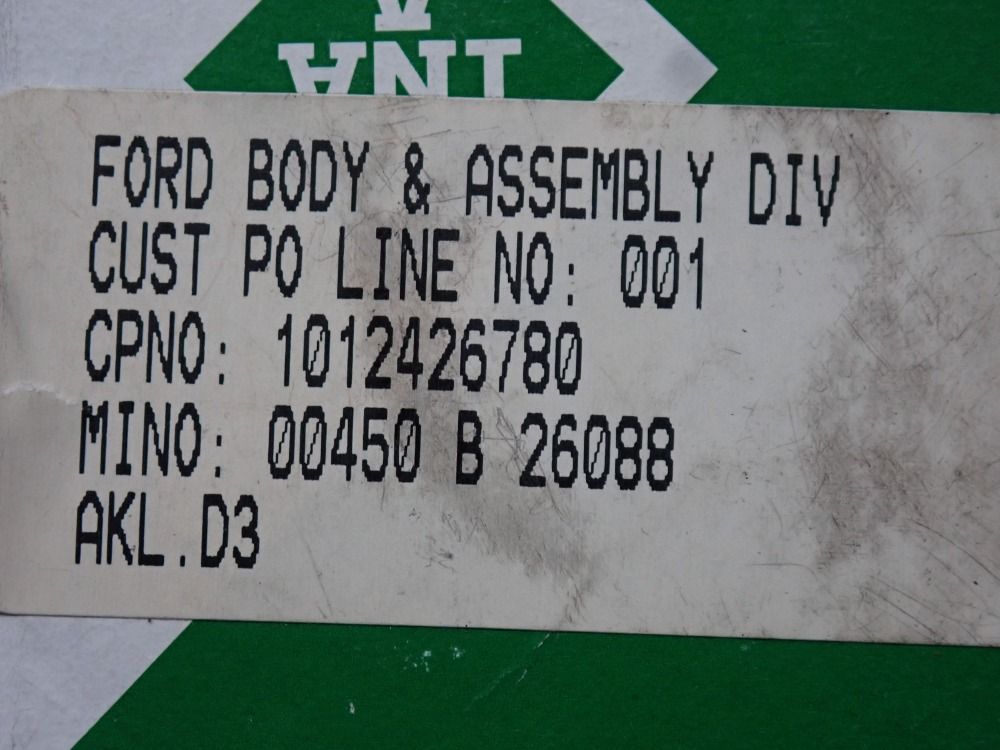 INA
FORD BODY & ASSEMBLY DIV
CUST PO LINE NO: 001
CPNO: 1012426780
MINO: 00450 B 26088
AKL.D3